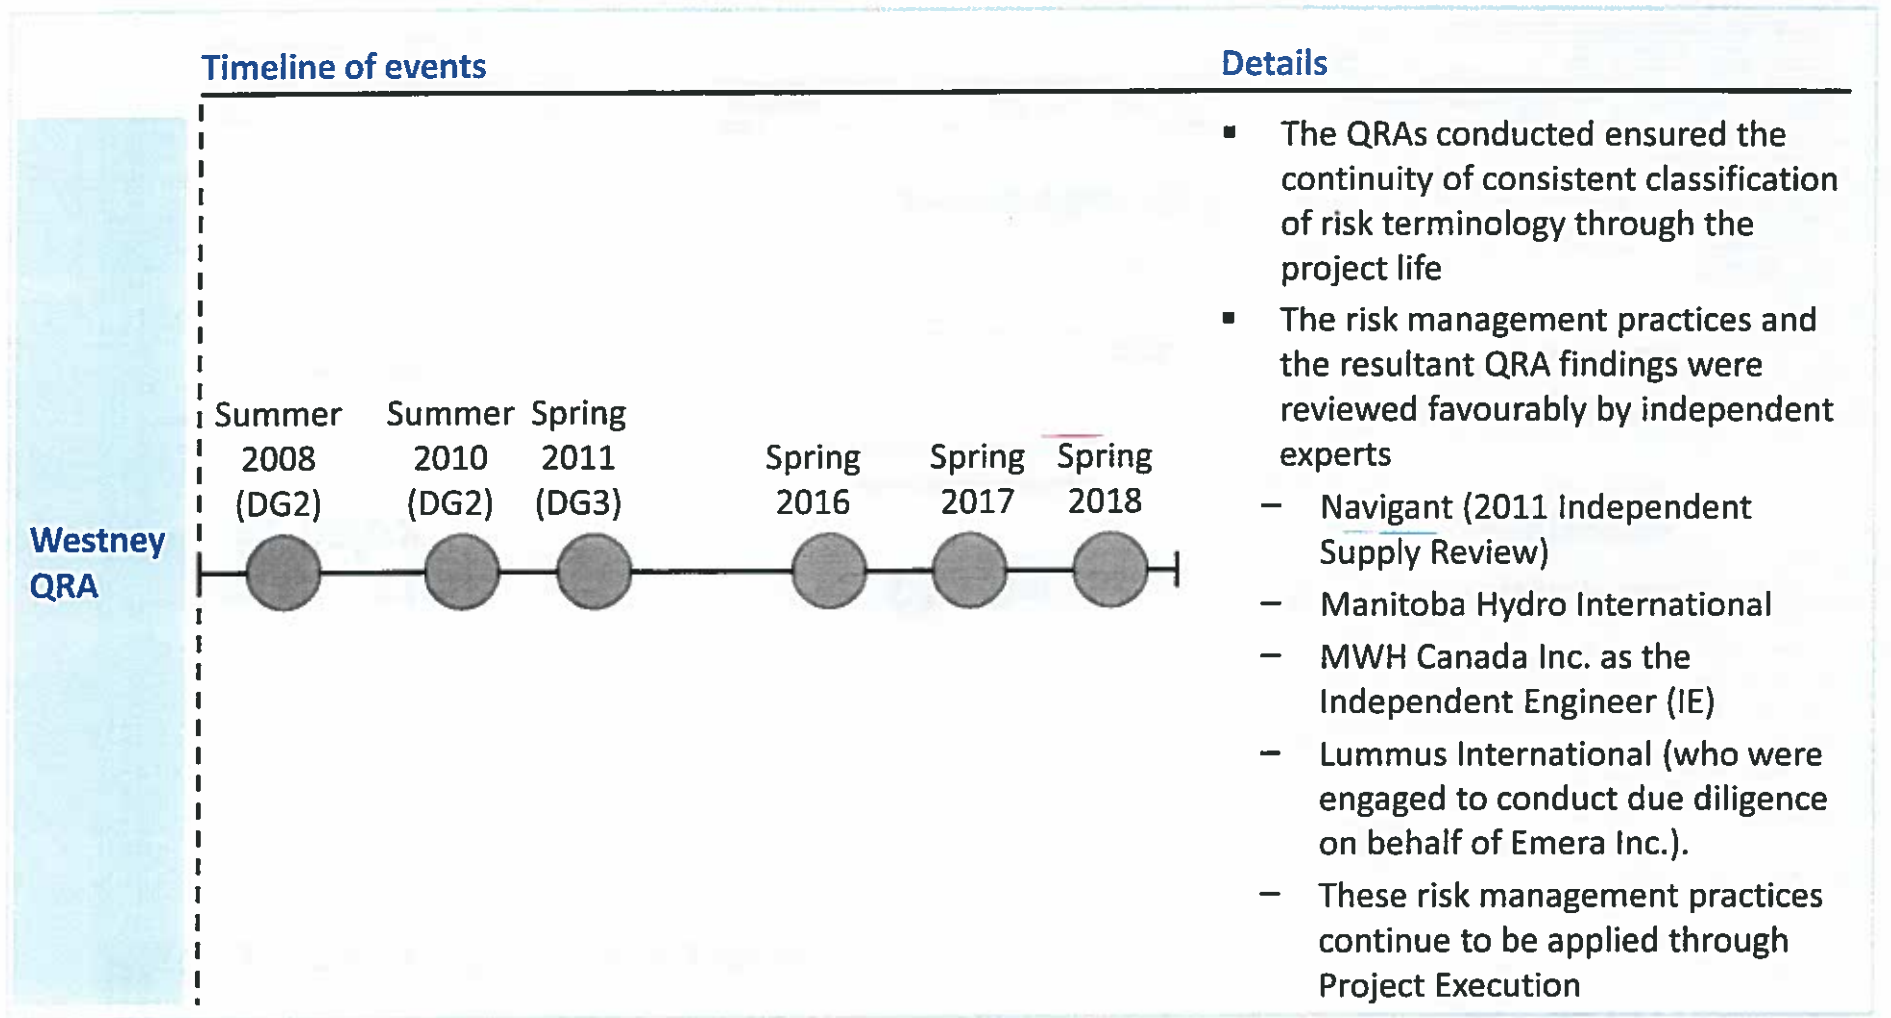 Timeline of events
Details
Westney
QRA
Summer
2008
(DG2)
Summer
2010
(DG2)
Spring
2011
(DG3)
Spring
2016
Spring
2017
Spring
2018
▪ The QRAs conducted ensured the
continuity of consistent classification
of risk terminology through the
project life
▪ The risk management practices and
the resultant QRA findings were
reviewed favourably by independent
experts
– Navigant (2011 Independent
Supply Review)
– Manitoba Hydro International
– MWH Canada Inc. as the
Independent Engineer (IE)
– Lummus International (who were
engaged to conduct due diligence
on behalf of Emera Inc.).
– These risk management practices
continue to be applied through
Project Execution